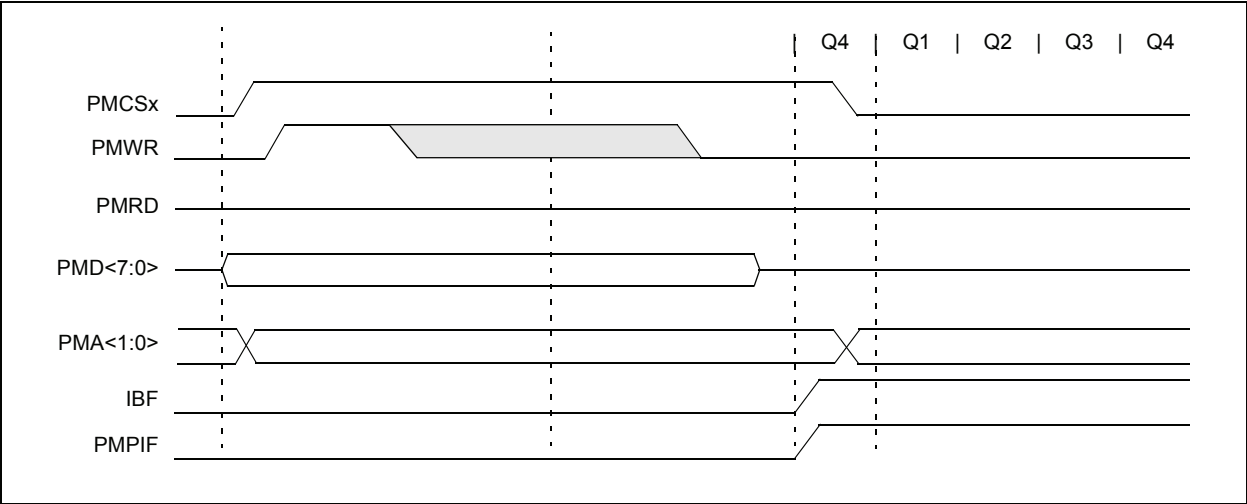 | Q4 | Q1 | Q2 | Q3 | Q4
PMCSx
PMWR
PMRD
PMD<7:0>
PMA<1:0>
IBF
PMPIF